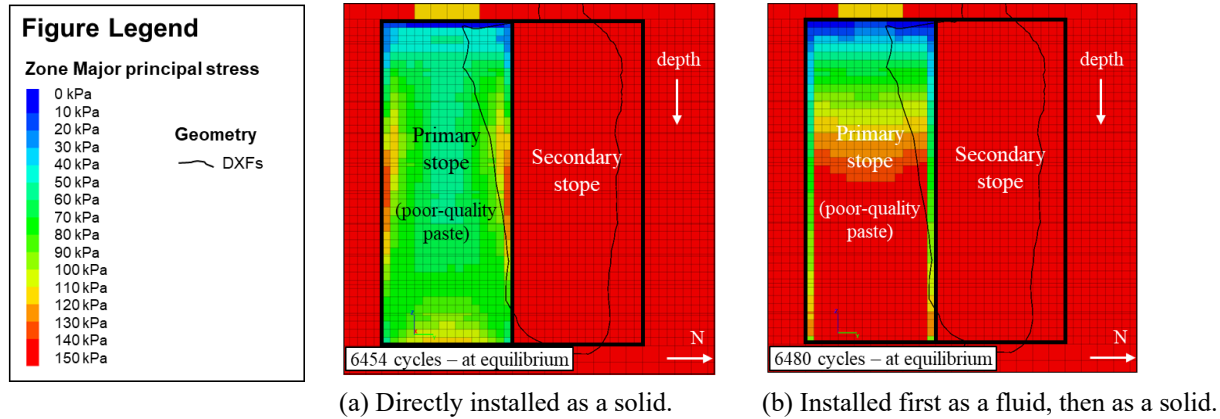 Figure Legend
Zone Major principal stress
0 kPa
10 kPa
20 kPa
30 kPa
40 kPa
50 kPa
60 kPa
70 kPa
80 kPa
90 kPa
100 kPa
120 kPa
130 kPa
140 kPa
150 kPa
Geometry
DXFs
depth
Primary
stope
(poor-quality
paste)
Secondary
stope
N
6454 cycles – at equilibrium
(a) Directly installed as a solid.
depth
Primary
stope
(poor-quality
paste)
Secondary
stope
N
6480 cycles – at equilibrium
(b) Installed first as a fluid, then as a solid.